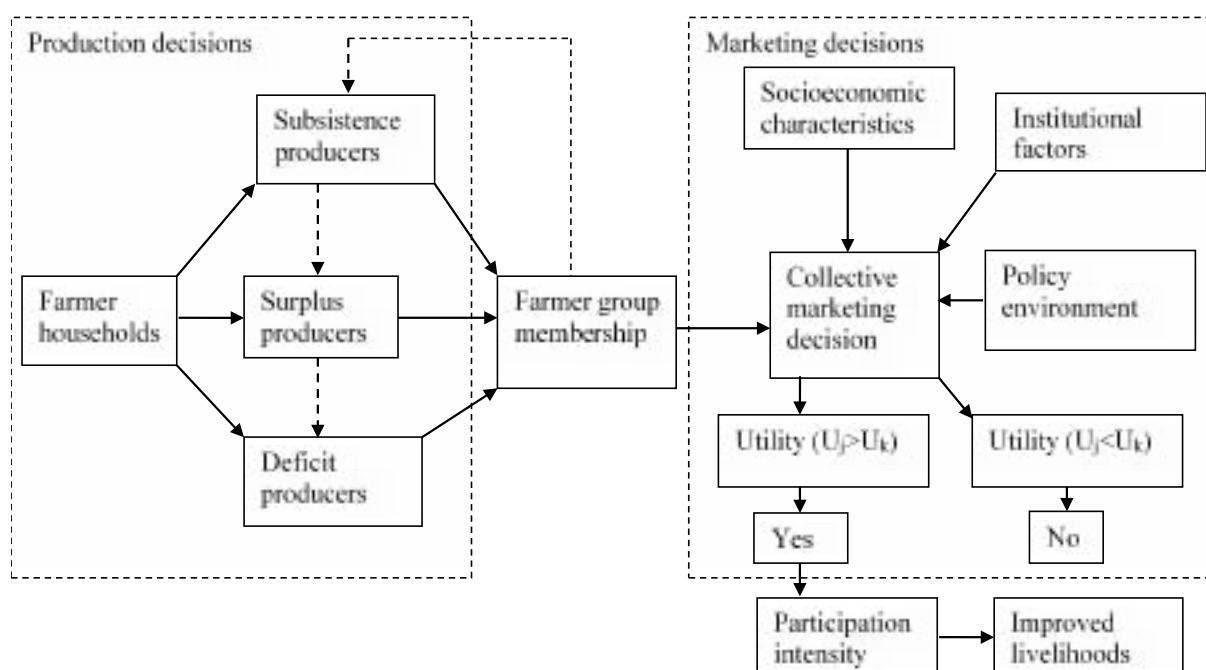 Production decisions
Subsistence
producers
Farmer
households
Surplus
producers
Deficit
producers
Farmer group
membership
Marketing decisions
Socioeconomic
characteristics
Institutional
factors
Collective
marketing
decision
Policy
environment
Utility (Uj>Uk)
Utility (Uj<Uk)
Yes
No
Participation
intensity
Improved
livelihoods